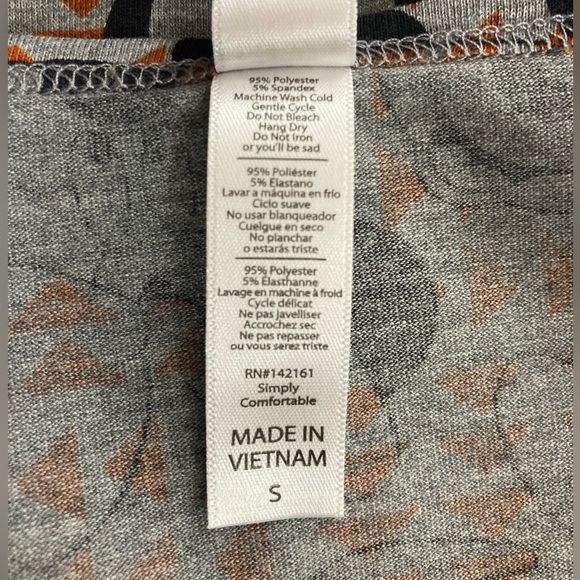 95% Polyester
5% Spandex
Machine Wash Cold
Gentle Cycle
Do Not Bleach
Hang Dry
Do Not Iron
or you'll be sad
95% Poliéster
5% Elastano
Lavar a máquina en frío
Ciclo suave
No usar blanqueador
Cuelgue en seco
No planchar
o estarás triste
95% Polyester
5% Elasthanne
Lavage en machine à froid
Cycle délicat
Ne pas javelliser
Accrochez sec
Ne pas repasser
ou vous serez triste
RN#142161
Simply
Comfortable
MADE IN
VIETNAM
S